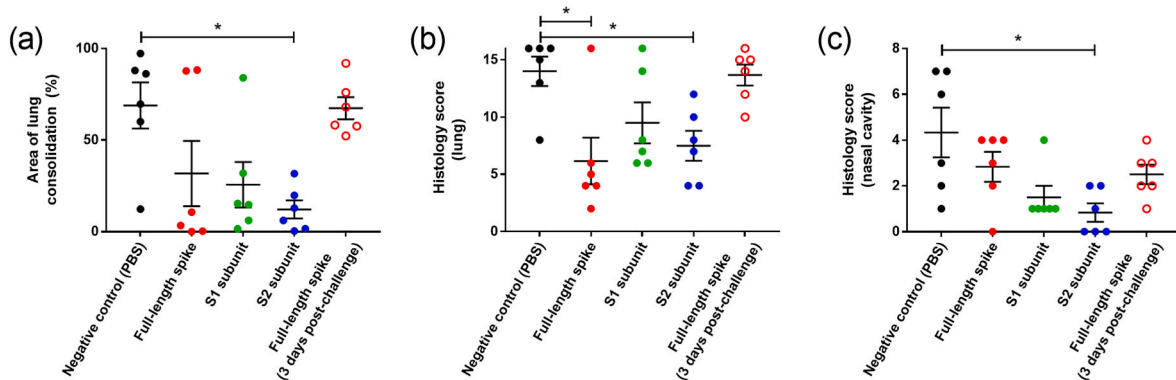 (a)
Area of lung
consolidation (%)
100
50
0
*
Negative control (PBS)
Full-length spike
S1 subunit
S2 subunit
Full-length spike
(3 days post-challenge)
(b)
Histology score
(lung)
15
10
5
0
*
*
Negative control (PBS)
Full-length spike
S1 subunit
S2 subunit
Full-length spike
(3 days post-challenge)
(c)
Histology score
(nasal cavity)
8
6
4
2
0
*
Negative control (PBS)
Full-length spike
S1 subunit
S2 subunit
Full-length spike
(3 days post-challenge)